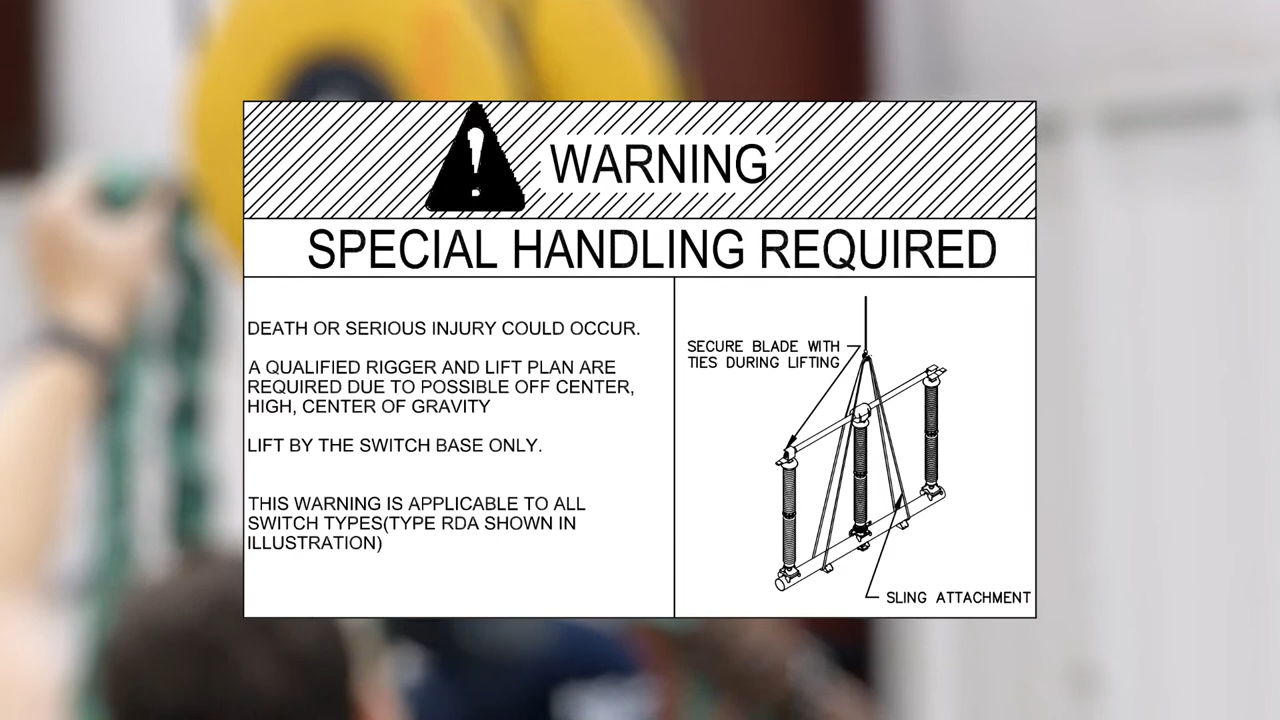 WARNING
SPECIAL HANDLING REQUIRED
DEATH OR SERIOUS INJURY COULD OCCUR.
A QUALIFIED RIGGER AND LIFT PLAN ARE
REQUIRED DUE TO POSSIBLE OFF CENTER,
HIGH, CENTER OF GRAVITY
LIFT BY THE SWITCH BASE ONLY.
THIS WARNING IS APPLICABLE TO ALL
SWITCH TYPES(TYPE RDA SHOWN IN
ILLUSTRATION)
SECURE BLADE WITH
TIES DURING LIFTING
SLING ATTACHMENT